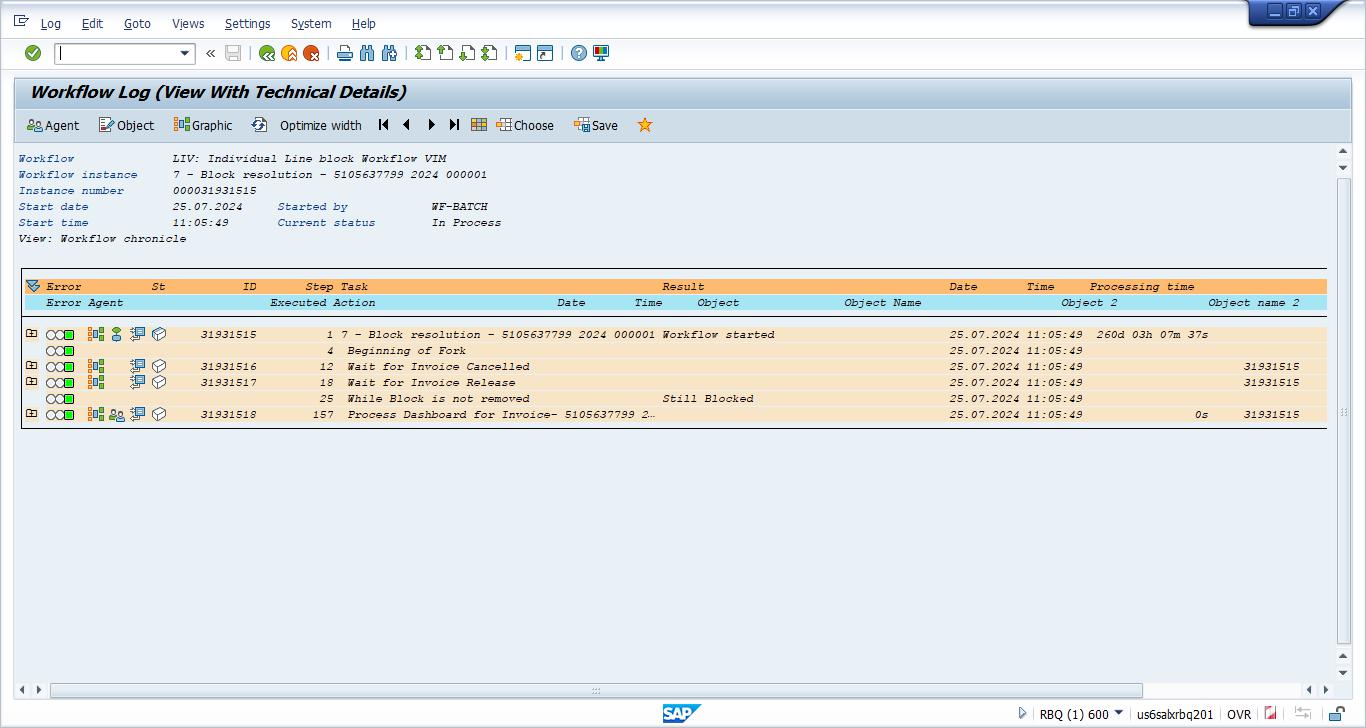 Log Edit Goto Views Settings System Help
Workflow Log (View With Technical Details)
Agent Object Graphic Optimize width Choose Save
Workflow LIV: Individual Line block Workflow VIM
Workflow instance 7 - Block resolution - 5105637799 2024 000001
Instance number 000031931515
Start date 25.07.2024 Started by WF-BATCH
Start time 11:05:49 Current status In Process
View: Workflow chronicle
Error St ID Step Task Result Date Time Processing time
Error Agent Executed Action Date Time Object Object Name Object 2 Object name 2
31931515 1 7 - Block resolution - 5105637799 2024 000001 Workflow started 25.07.2024 11:05:49 260d 03h 07m 37s
4 Beginning of Fork 25.07.2024 11:05:49
31931516 12 Wait for Invoice Cancelled 25.07.2024 11:05:49 31931515
31931517 18 Wait for Invoice Release 25.07.2024 11:05:49 31931515
25 While Block is not removed Still Blocked 25.07.2024 11:05:49
31931518 157 Process Dashboard for Invoice- 5105637799 2… 25.07.2024 11:05:49 0s 31931515
SAP RBQ (1) 600 us6salxrbq201 OVR